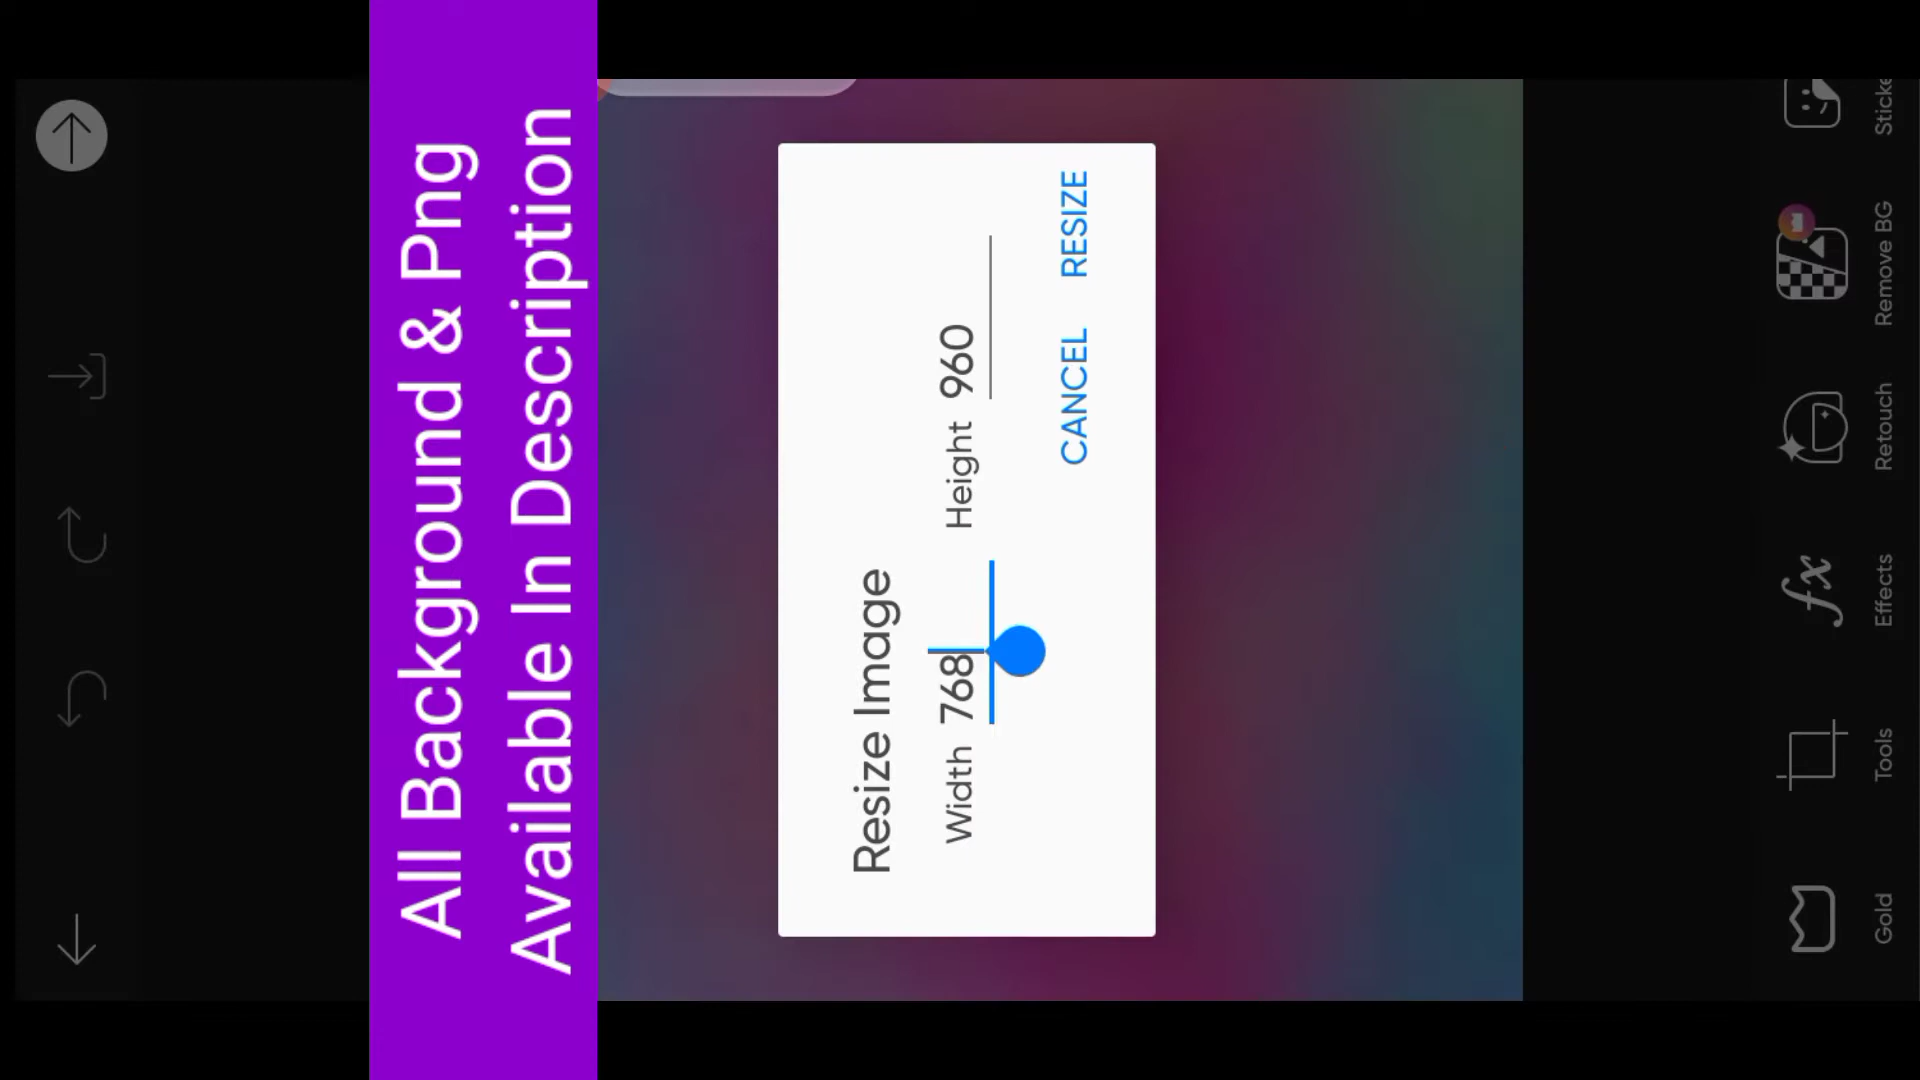 All Background & Png
Available In Description
Resize Image
Width 768 Height 960
CANCEL RESIZE
Gold
Tools
Effects
Retouch
Remove BG
Sticke